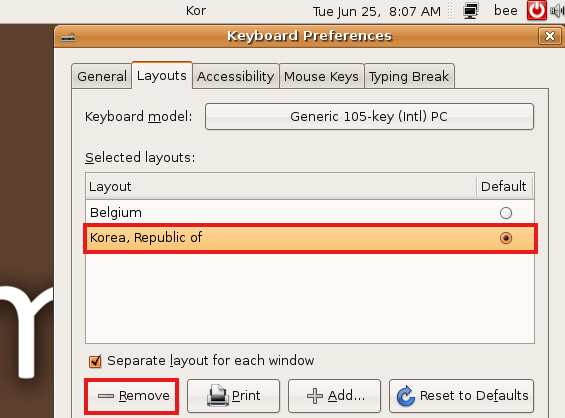 Kor Tue Jun 25, 8:07 AM bee
Keyboard Preferences
General Layouts Accessibility Mouse Keys Typing Break
Keyboard model: Generic 105-key (Intl) PC
Selected layouts:
Layout Default
Belgium
Korea, Republic of
Separate layout for each window
Remove Print Add... Reset to Defaults